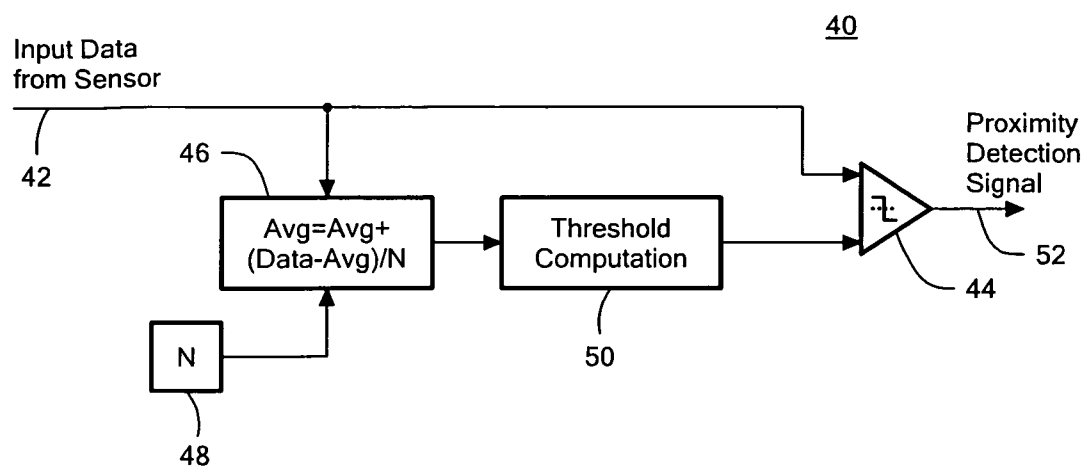 40
Input Data
from Sensor
42
46
Proximity
Detection
Signal
Avg=Avg+
(Data-Avg)/N
Threshold
Computation
52
44
50
N
48